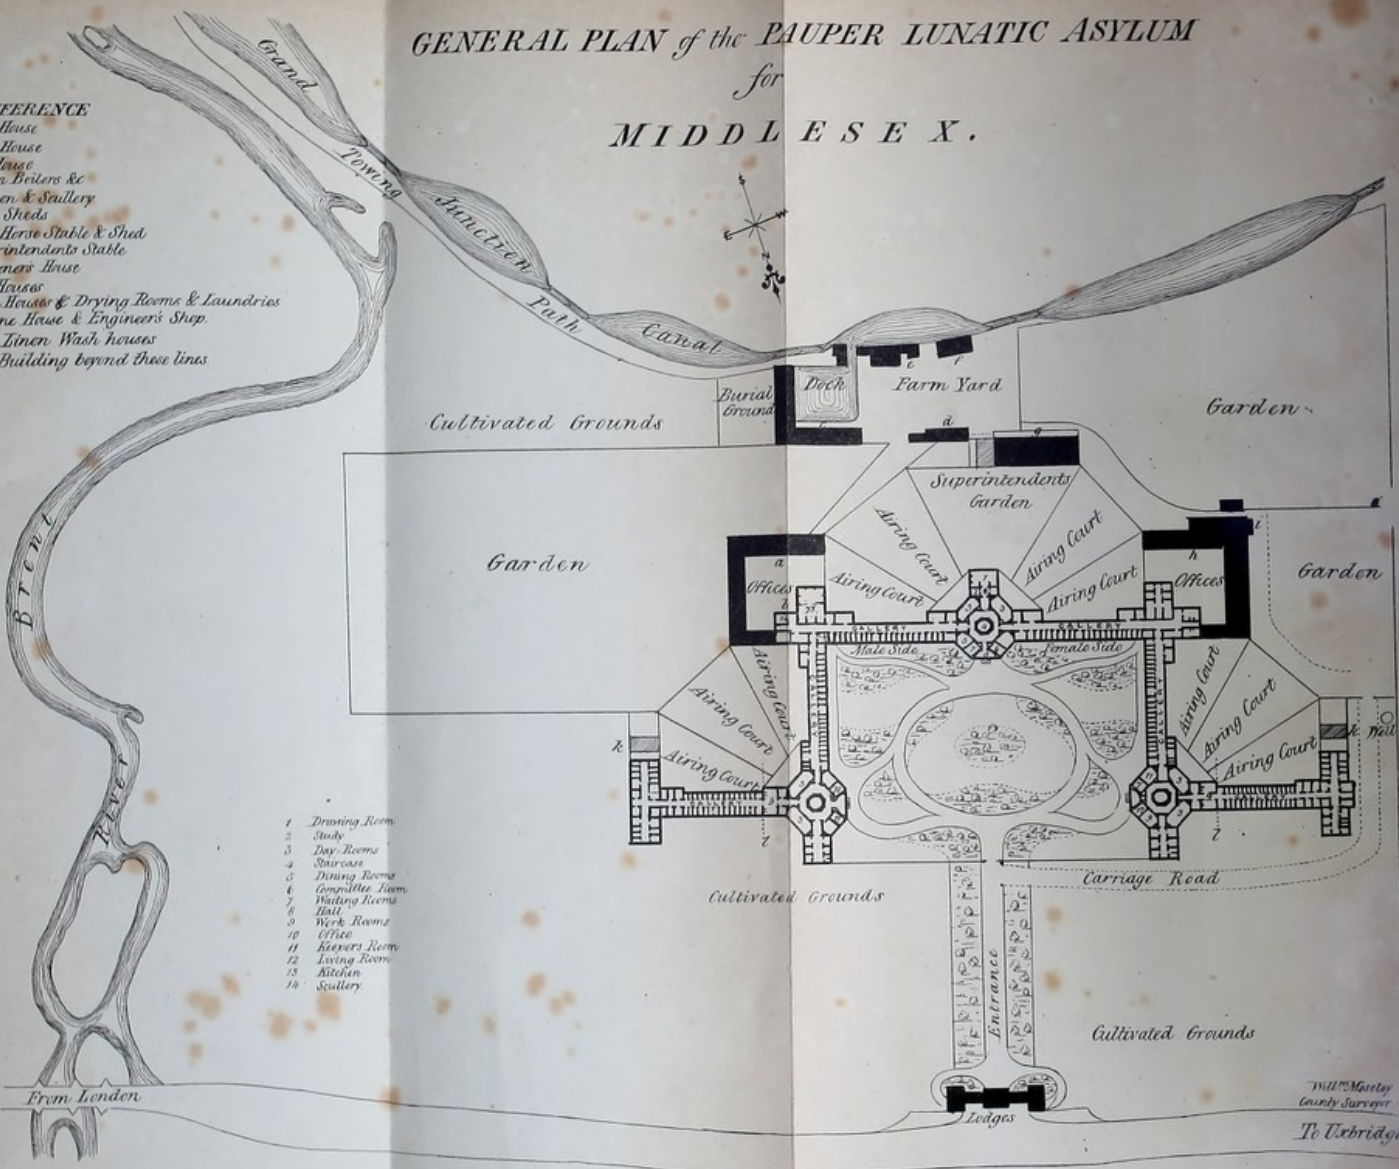 GENERAL PLAN of the PAUPER LUNATIC ASYLUM
for
MIDDLESEX.
FERENCE
House
House
House
n Boilers &c
en & Scullery
Sheds
Horse Stable & Shed
rintendents Stable
ner's House
Houses
Houses & Drying Rooms & Laundries
ne House & Engineer's Shop.
Linen Wash houses
Building beyond these lines
Grand
Towing
Junction
Path
Canal
S
W
E
N
Burial
Ground
Dock
Farm Yard
e
f
c
d
g
Cultivated Grounds
Garden
Superintendents
Garden
Airing Court
Airing Court
Airing Court
Airing Court
Garden
a
Offices
b
h
i
Offices
Garden
GALLERY
GALLERY
Male Side
Female Side
Airing Court
Airing Court
Airing Court
Airing Court
Airing Court
Airing Court
GALLERY
GALLERY
k
k
Well
GALLERY
GALLERY
l
l
Brent
River
1 Drawing Room
2 Study
3 Day Rooms
4 Staircase
5 Dining Rooms
6 Committee Room
7 Waiting Rooms
8 Hall
9 Work Rooms
10 Office
11 Keepers Room
12 Living Room
13 Kitchen
14 Scullery
Cultivated Grounds
Carriage Road
Entrance
Cultivated Grounds
From London
Lodges
Willm. Moseley
County Surveyor
To Uxbridge